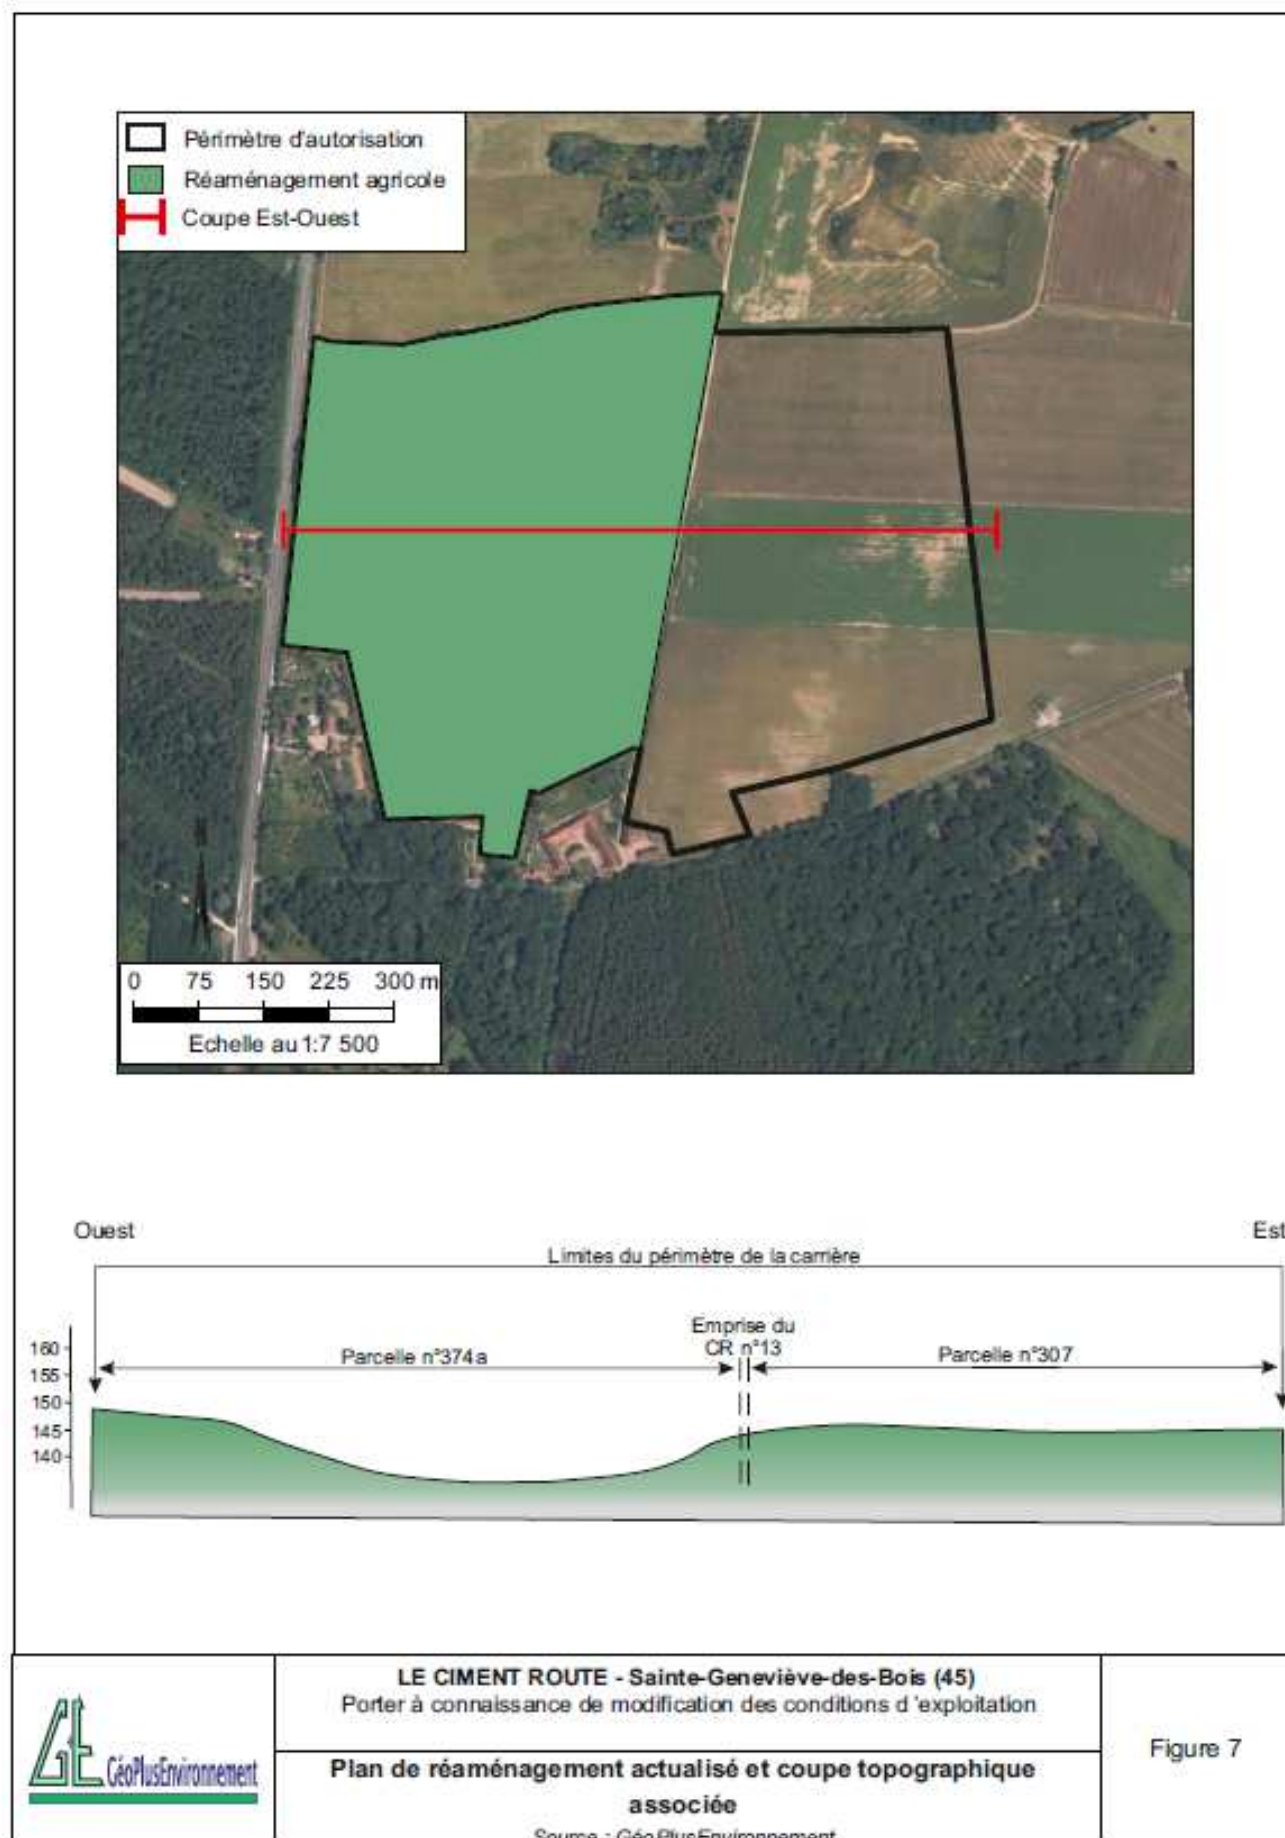 Périmètre d'autorisation
Réaménagement agricole
Coupe Est-Ouest
0 75 150 225 300 m
Echelle au 1:7 500
Ouest
Est
Limites du périmètre de la carrière
Emprise du
CR n°13
Parcelle n°374a
Parcelle n°307
160
155
150
145
140
LE CIMENT ROUTE - Sainte-Geneviève-des-Bois (45)
Porter à connaissance de modification des conditions d 'exploitation
GéoPlusEnvironnement
Plan de réaménagement actualisé et coupe topographique
associée
Source : GéoPlusEnvironnement
Figure 7